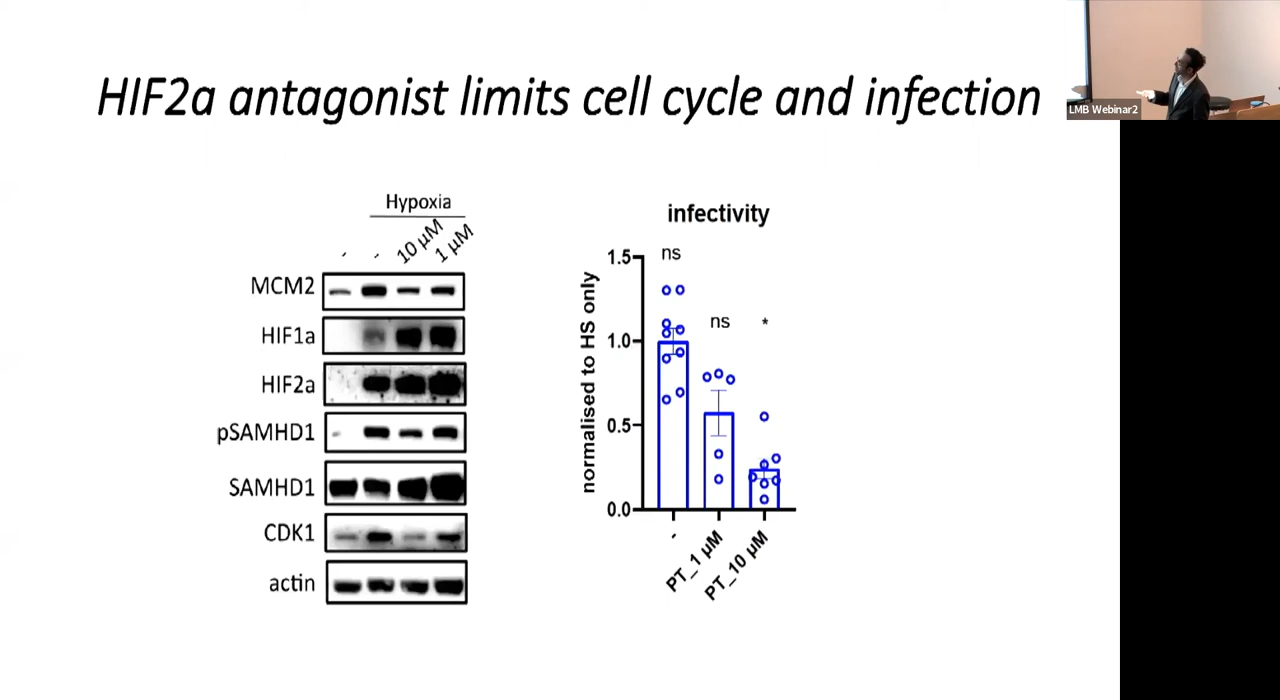 HIF2a antagonist limits cell cycle and infection
LMB Webinar2
Hypoxia
- - 10 µM 1 µM
MCM2
HIF1a
HIF2a
pSAMHD1
SAMHD1
CDK1
actin
infectivity
normalised to HS only
1.5
1.0
0.5
0.0
ns
ns
*
-
PT_1 µM
PT_10 µM